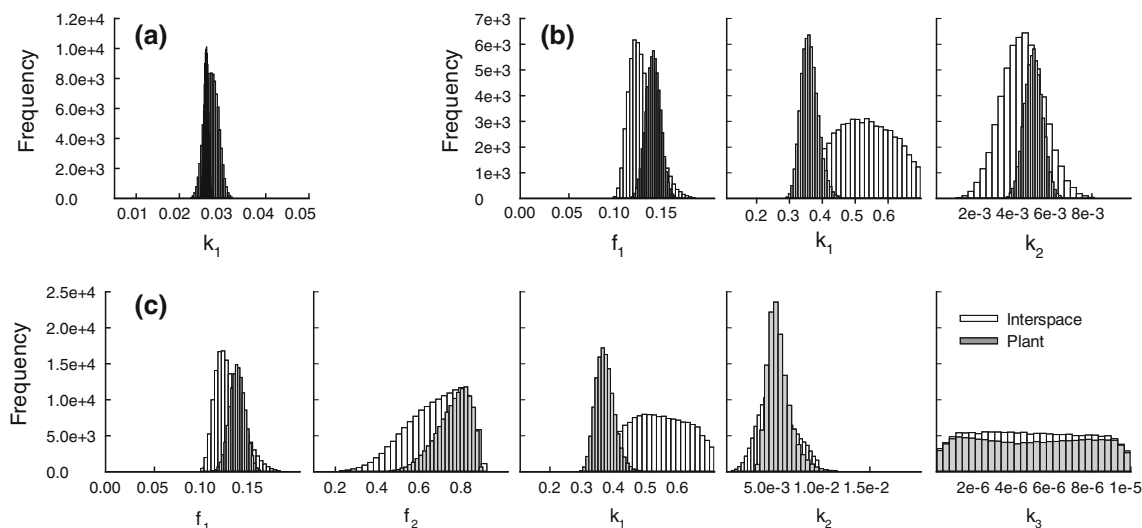 (a)
1.2e+4
1.0e+4
8.0e+3
6.0e+3
4.0e+3
2.0e+3
0.0
Frequency
0.01 0.02 0.03 0.04 0.05
k1
(b)
7e+3
6e+3
5e+3
4e+3
3e+3
2e+3
1e+3
0
Frequency
0.00 0.05 0.10 0.15
f1
0.2 0.3 0.4 0.5 0.6
k1
2e-3 4e-3 6e-3 8e-3
k2
(c)
2.5e+4
2.0e+4
1.5e+4
1.0e+4
5.0e+3
0.0
Frequency
0.00 0.05 0.10 0.15
f1
0.2 0.4 0.6 0.8
f2
0.2 0.3 0.4 0.5 0.6
k1
5.0e-3 1.0e-2 1.5e-2
k2
Interspace
Plant
2e-6 4e-6 6e-6 8e-6 1e-5
k3